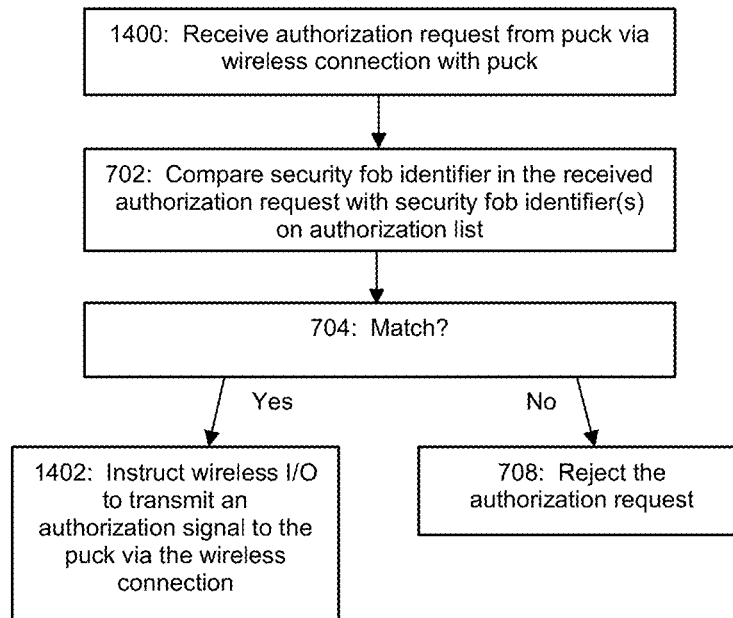 1400: Receive authorization request from puck via
wireless connection with puck
702: Compare security fob identifier in the received
authorization request with security fob identifier(s)
on authorization list
704: Match?
Yes
No
1402: Instruct wireless I/O
to transmit an
authorization signal to the
puck via the wireless
connection
708: Reject the
authorization request